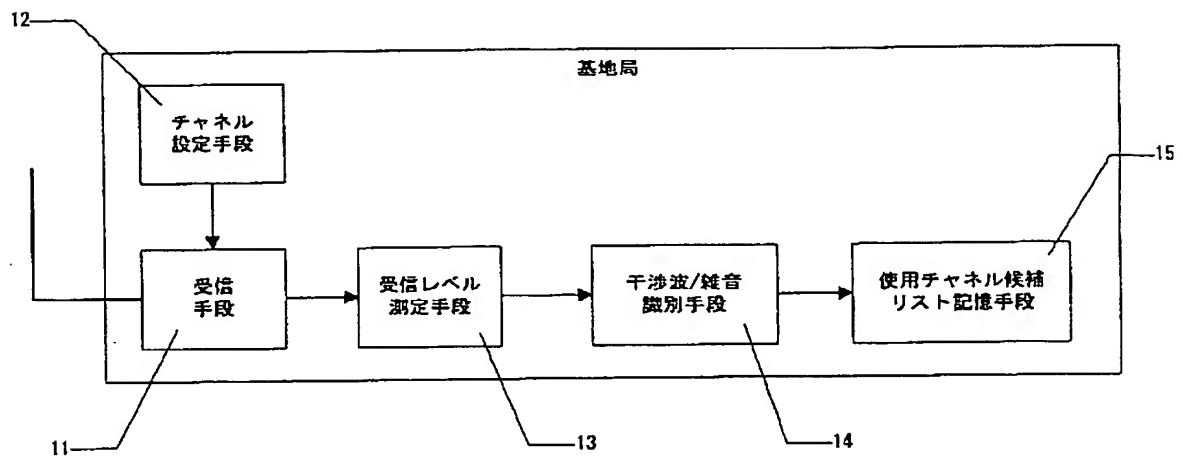 12
基地局
チャネル
設定手段
15
受信
手段
受信レベル
測定手段
干渉波/雑音
識別手段
使用チャネル候補
リスト記憶手段
11
13
14